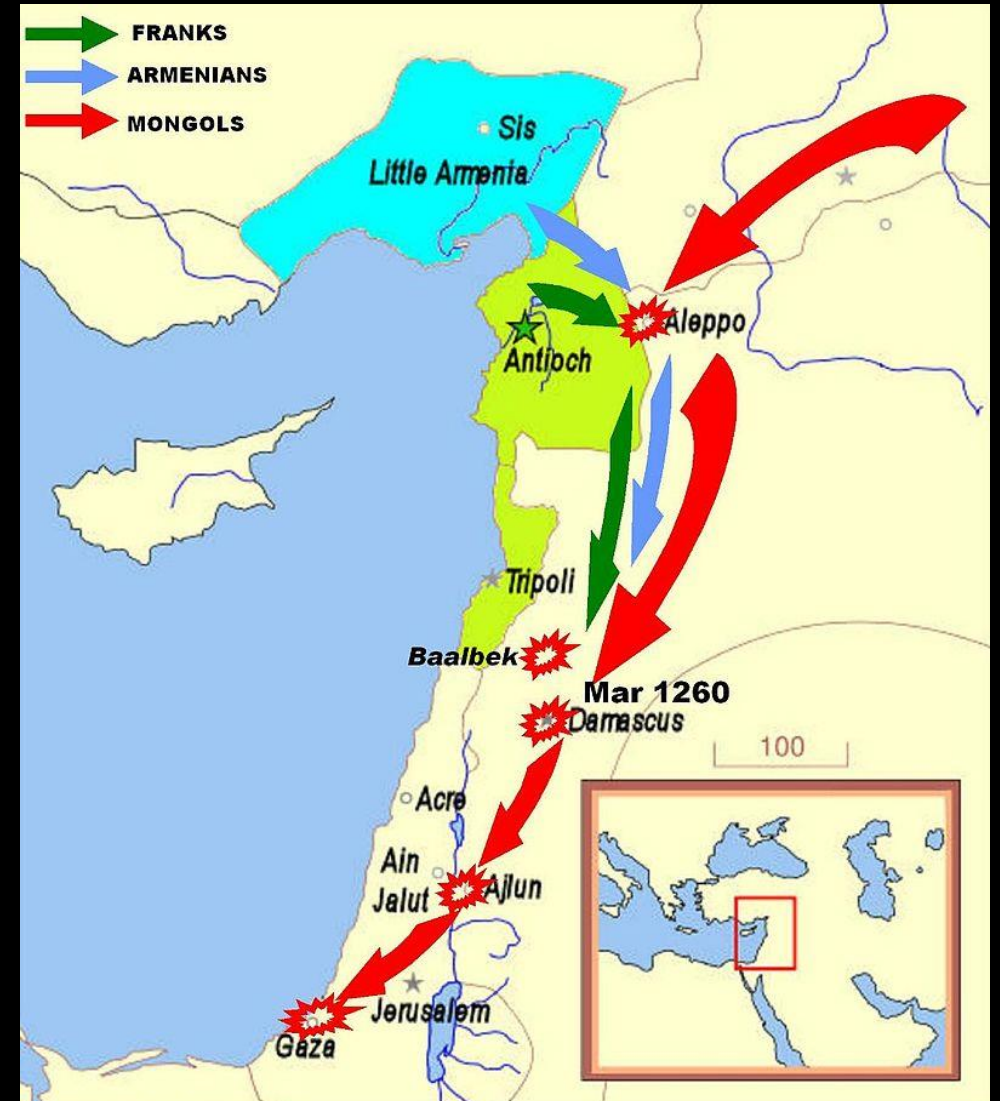 FRANKS
ARMENIANS
MONGOLS
Sis
Little Armenia
Aleppo
Antioch
Tripoli
Baalbek
Mar 1260
Damascus
100
Acre
Ain
Jalut
Ajlun
Jerusalem
Gaza